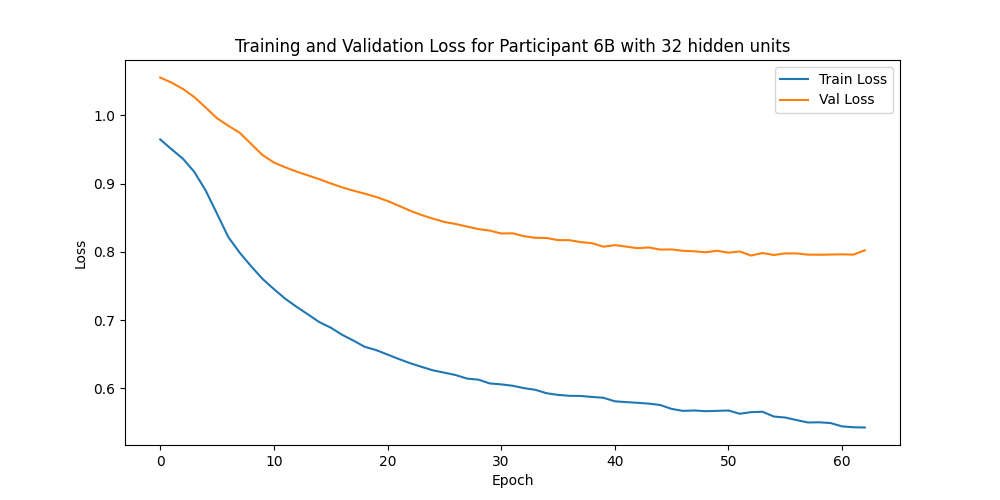 Training and Validation Loss for Participant 6B with 32 hidden units
Train Loss
Val Loss
Loss
1.0
0.9
0.8
0.7
0.6
0 10 20 30 40 50 60
Epoch